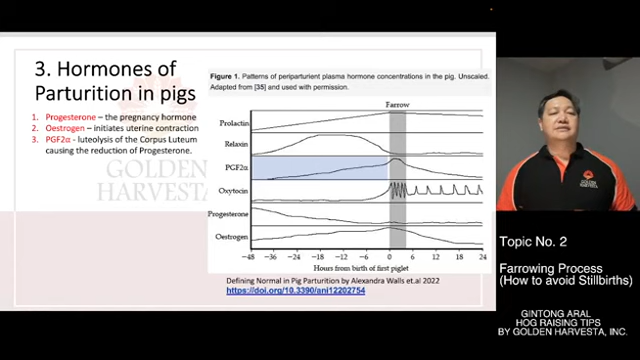 3. Hormones of
Parturition in pigs
1. Progesterone – the pregnancy hormone
2. Oestrogen – initiates uterine contraction
3. PGF2α - luteolysis of the Corpus Luteum
causing the reduction of Progesterone.
GOLDEN
HARVESTA
Figure 1. Patterns of periparturient plasma hormone concentrations in the pig. Unscaled.
Adapted from [35] and used with permission.
Farrow
Prolactin
Relaxin
PGF2α
Oxytocin
Progesterone
Oestrogen
−48 −36 −30 −24 −18 −12 −6 0 6 12 18 24
Hours from birth of first piglet
Defining Normal in Pig Parturition by Alexandra Walls et.al 2022
https://doi.org/10.3390/ani12202754
Topic No. 2
Farrowing Process
(How to avoid Stillbirths)
GINTONG ARAL
HOG RAISING TIPS
BY GOLDEN HARVESTA, INC.